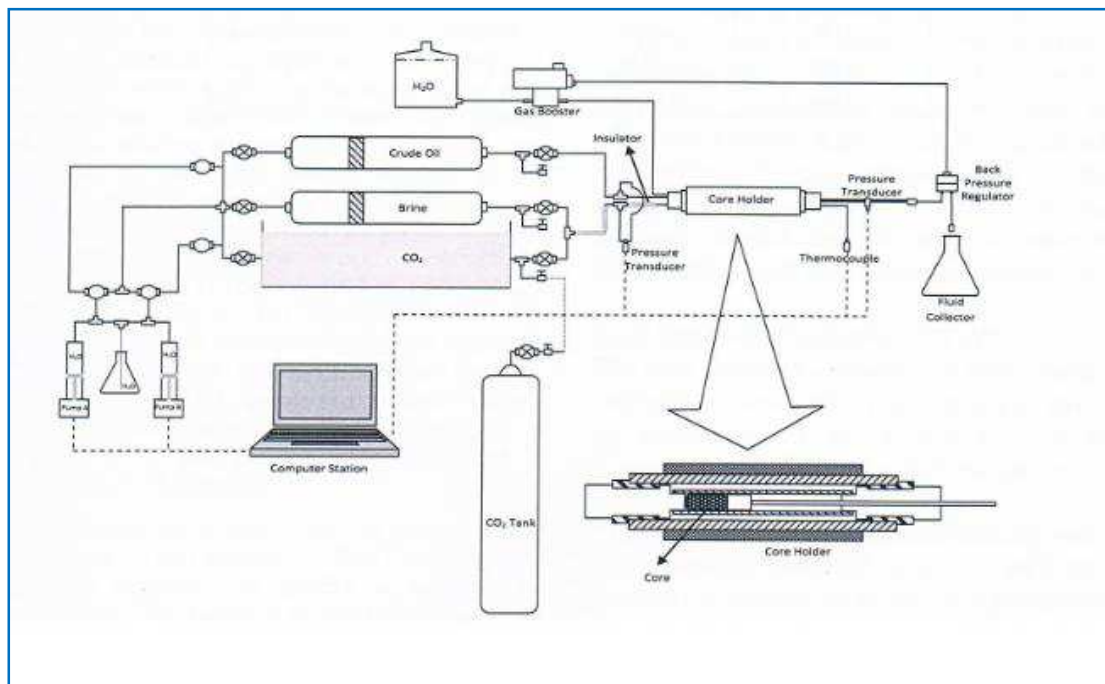 H₂O
Gas Booster
Insulator
Crude Oil
Brine
CO₂
Core Holder
Pressure
Transducer
Back
Pressure
Regulator
Pressure
Transducer
Thermocouple
Fluid
Collector
H₂O
H₂O
H₂O
Pump A
Pump B
Computer Station
CO₂ Tank
Core Holder
Core